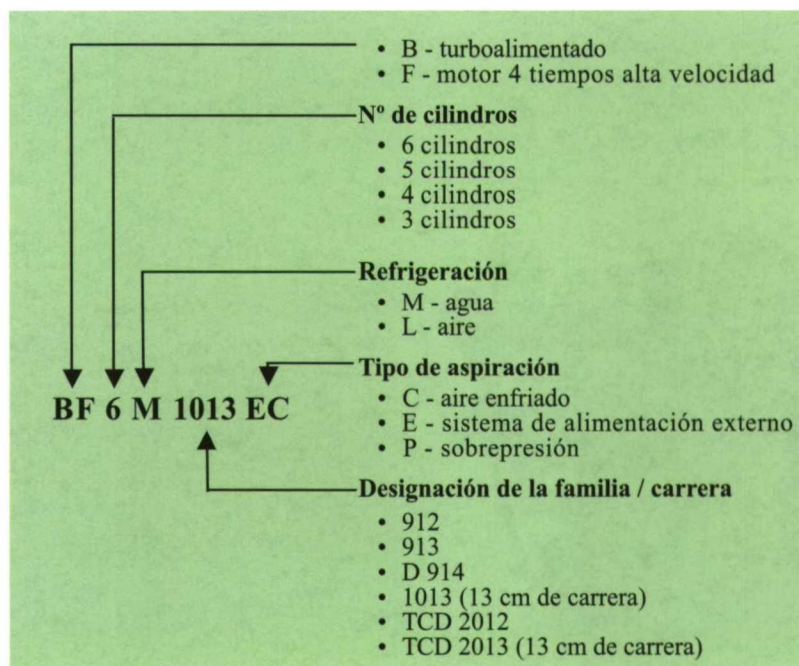 • B - turboalimentado
• F - motor 4 tiempos alta velocidad
Nº de cilindros
• 6 cilindros
• 5 cilindros
• 4 cilindros
• 3 cilindros
Refrigeración
• M - agua
• L - aire
Tipo de aspiración
• C - aire enfriado
• E - sistema de alimentación externo
• P - sobrepresión
BF 6 M 1013 EC
Designación de la familia / carrera
• 912
• 913
• D 914
• 1013 (13 cm de carrera)
• TCD 2012
• TCD 2013 (13 cm de carrera)